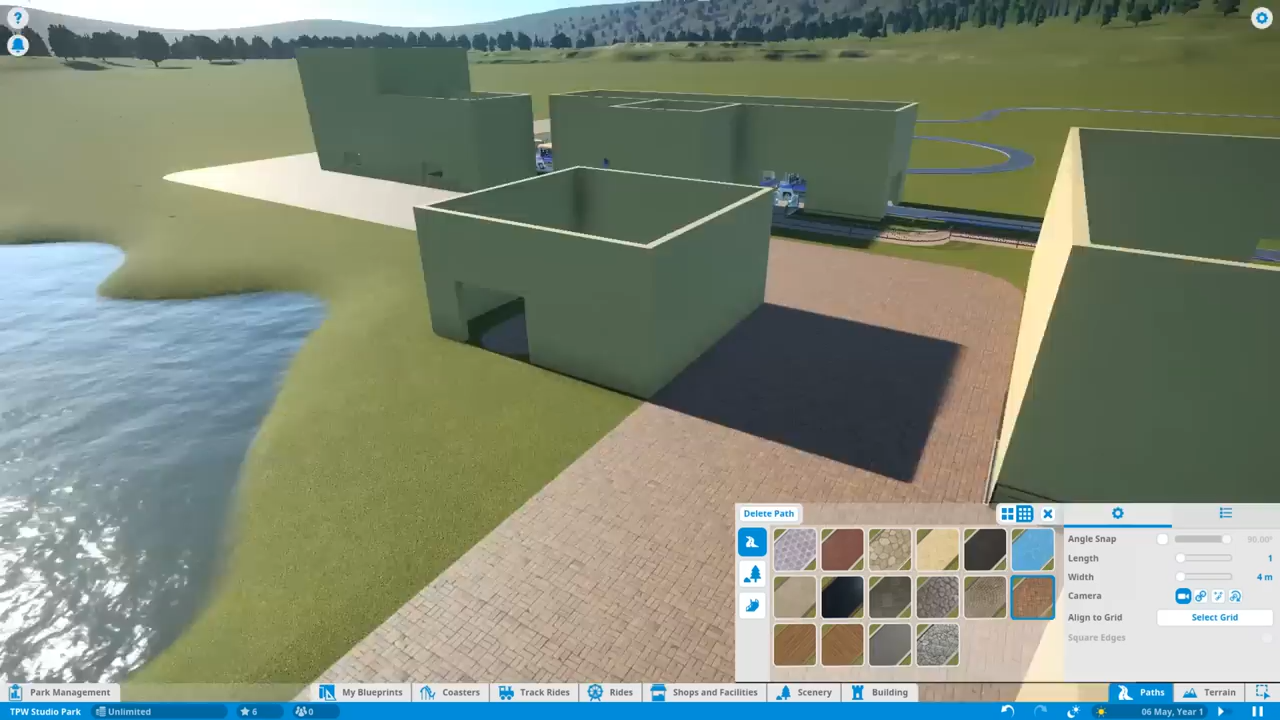 ?
Delete Path
Angle Snap 90.00°
Length 1
Width 4 m
Camera
Align to Grid Select Grid
Square Edges
Park Management My Blueprints Coasters Track Rides Rides Shops and Facilities Scenery Building Paths Terrain
TPW Studio Park Unlimited 6 0 06 May, Year 1